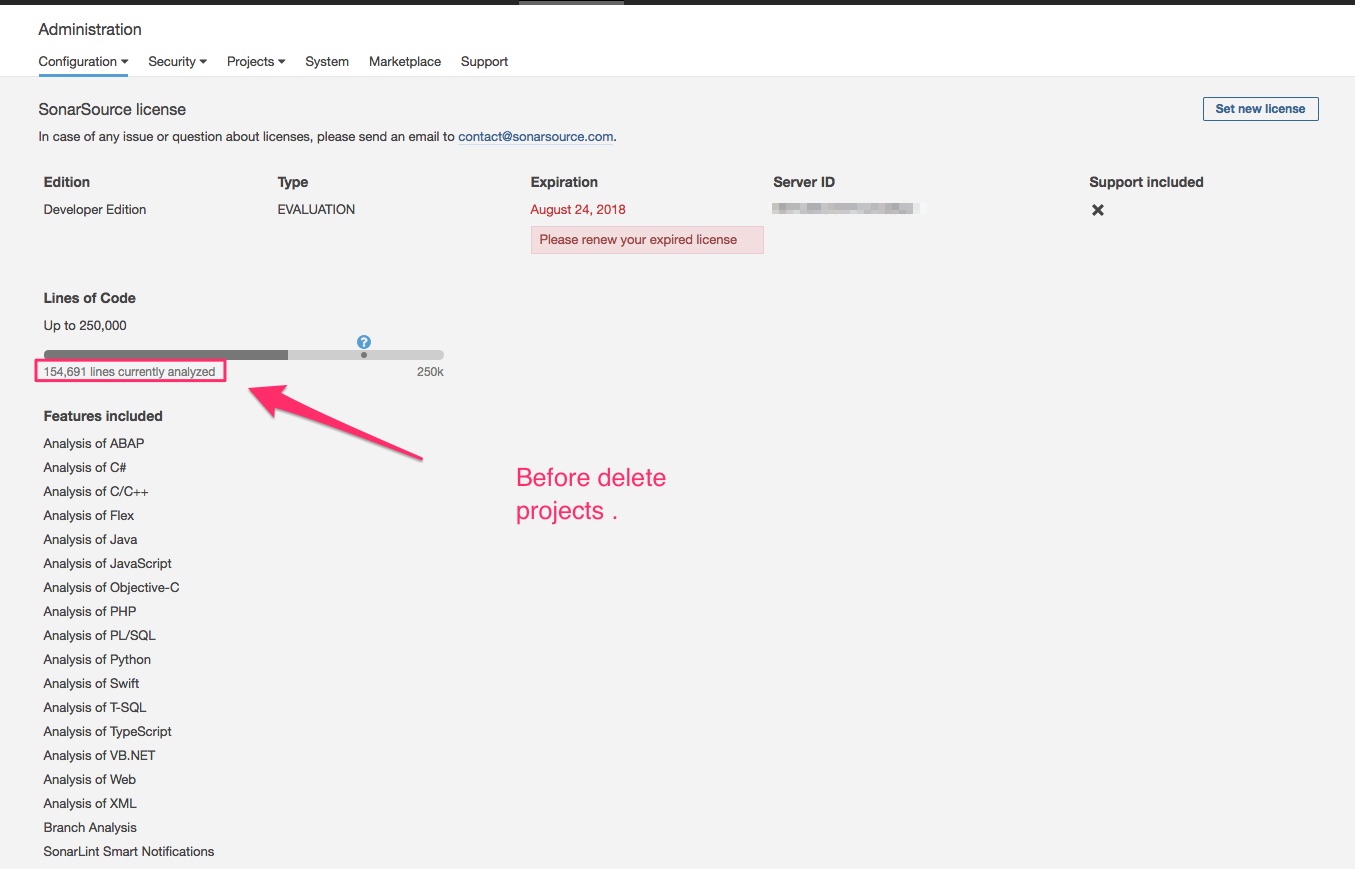 Administration
Configuration Security Projects System Marketplace Support
SonarSource license
Set new license
In case of any issue or question about licenses, please send an email to contact@sonarsource.com.
Edition Type Expiration Server ID Support included
Developer Edition EVALUATION August 24, 2018
Please renew your expired license
Lines of Code
Up to 250,000
?
154,691 lines currently analyzed 250k
Features included
Analysis of ABAP
Analysis of C#
Analysis of C/C++
Analysis of Flex
Analysis of Java
Analysis of JavaScript
Analysis of Objective-C
Analysis of PHP
Analysis of PL/SQL
Analysis of Python
Analysis of Swift
Analysis of T-SQL
Analysis of TypeScript
Analysis of VB.NET
Analysis of Web
Analysis of XML
Branch Analysis
SonarLint Smart Notifications
Before delete
projects .